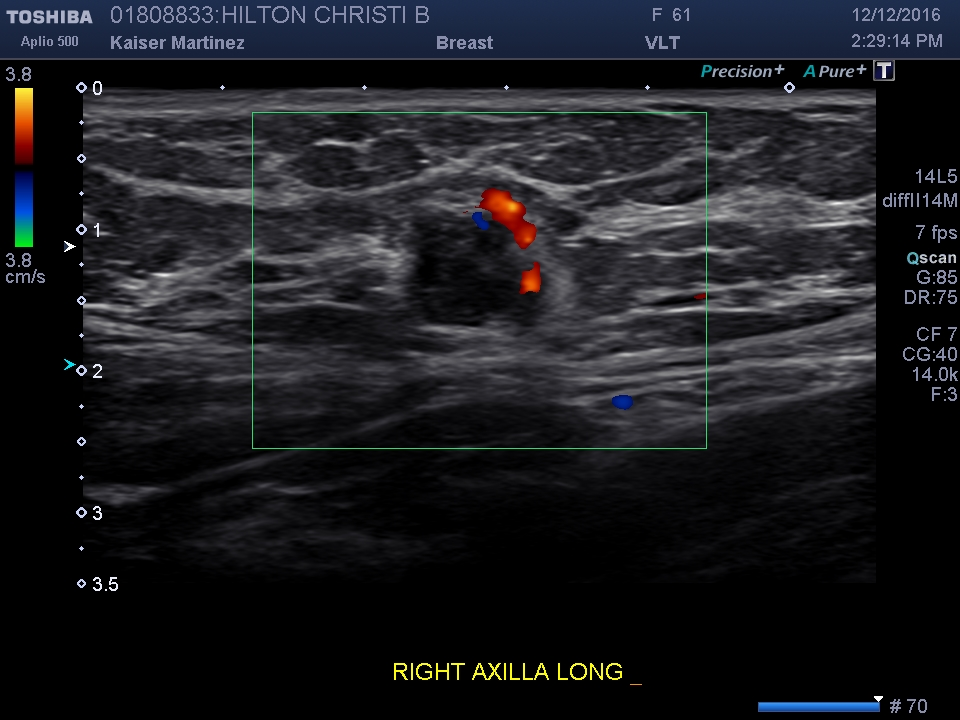 TOSHIBA 01808833:HILTON CHRISTI B F 61 12/12/2016
Aplio 500 Kaiser Martinez Breast VLT 2:29:14 PM
Precision+ APure+ T
3.8
0
14L5
diffII14M
1
7 fps
3.8
cm/s
Qscan
G:85
DR:75
CF 7
CG:40
2
14.0k
F:3
3
3.5
RIGHT AXILLA LONG _
# 70